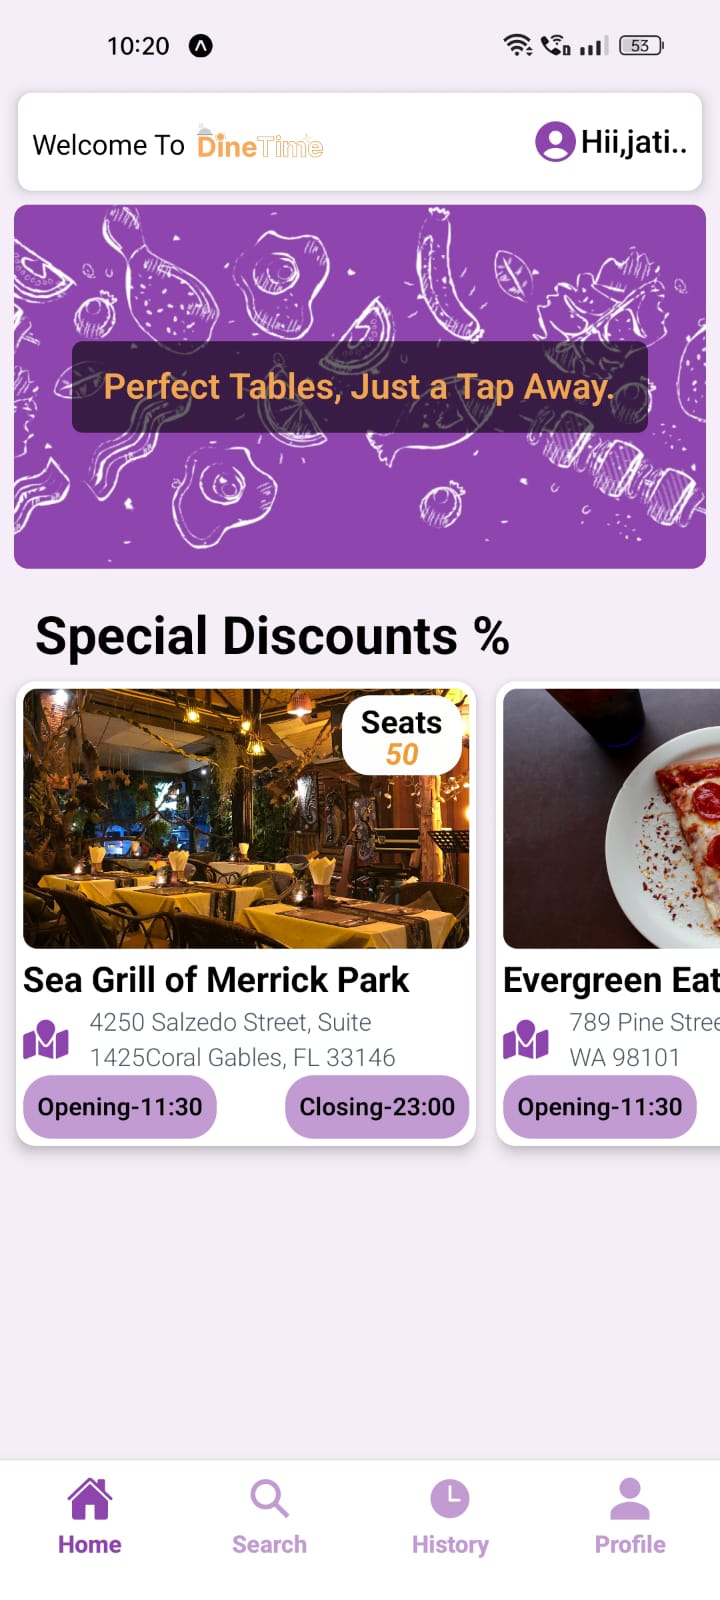 10:20
53
Welcome To DineTime
Hii,jati..
Perfect Tables, Just a Tap Away.
Special Discounts %
Seats
50
Sea Grill of Merrick Park
4250 Salzedo Street, Suite
1425Coral Gables, FL 33146
Opening-11:30
Closing-23:00
Evergreen Eat
789 Pine Stree
WA 98101
Opening-11:30
Home
Search
History
Profile